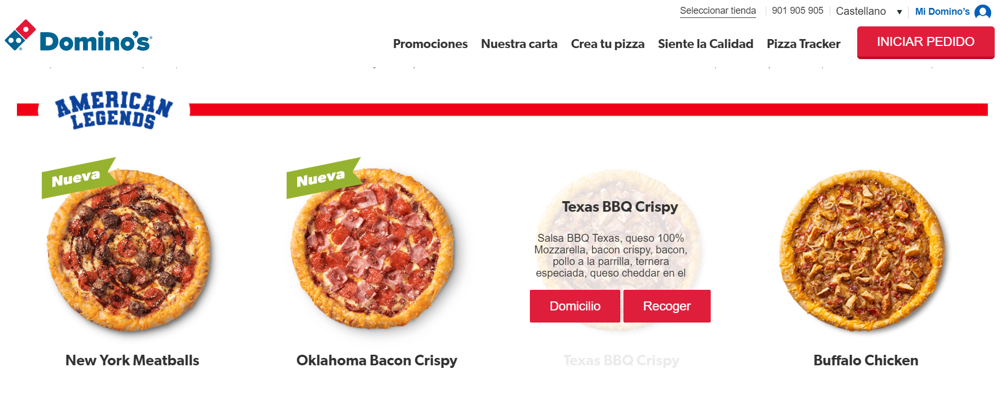 Seleccionar tienda
901 905 905
Castellano
Mi Domino’s
Domino's
Promociones
Nuestra carta
Crea tu pizza
Siente la Calidad
Pizza Tracker
INICIAR PEDIDO
AMERICAN
LEGENDS
Nueva
Nueva
Texas BBQ Crispy
Salsa BBQ Texas, queso 100%
Mozzarella, bacon crispy, bacon,
pollo a la parrilla, ternera
especiada, queso cheddar en el
Domicilio
Recoger
New York Meatballs
Oklahoma Bacon Crispy
Texas BBQ Crispy
Buffalo Chicken